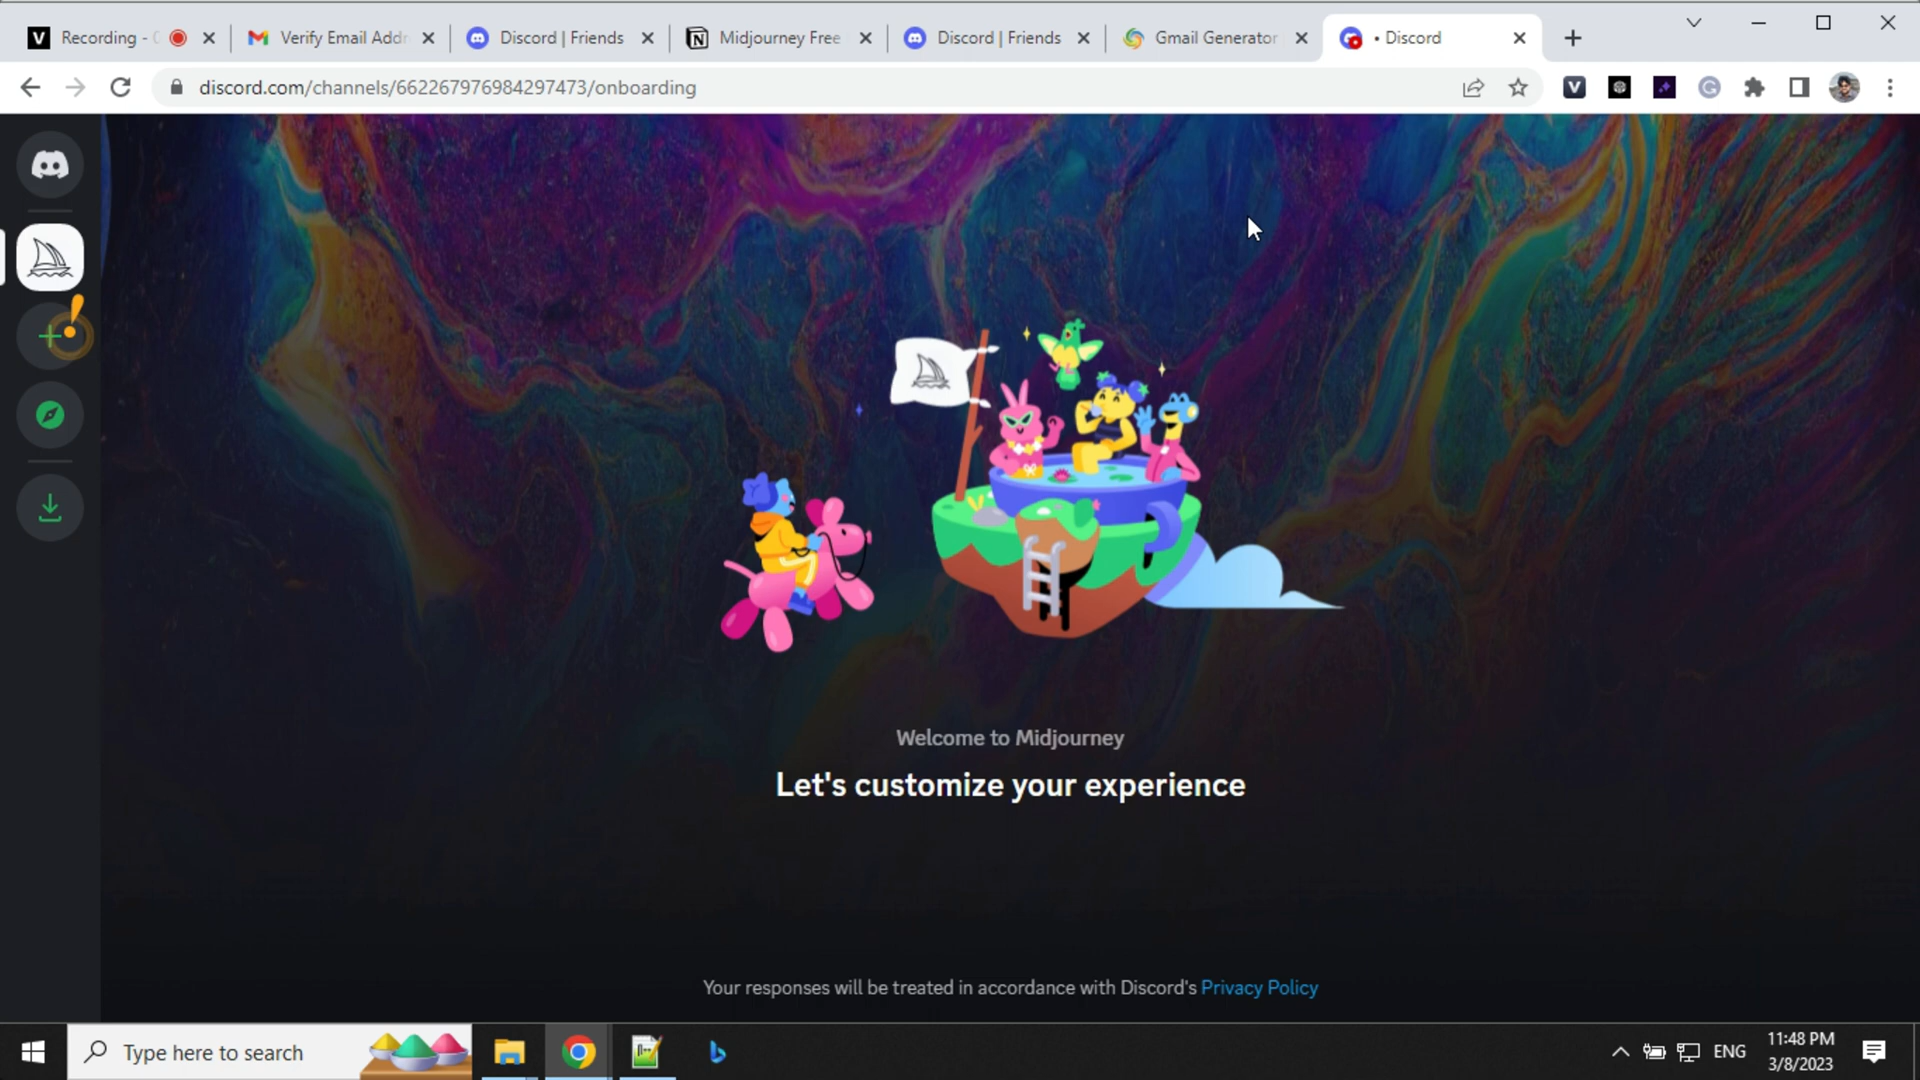 Recording - 
Verify Email Addr
Discord | Friends
Midjourney Free
Discord | Friends
Gmail Generator
• Discord
discord.com/channels/662267976984297473/onboarding
Welcome to Midjourney
Let's customize your experience
Your responses will be treated in accordance with Discord's Privacy Policy
Type here to search
ENG
11:48 PM
3/8/2023